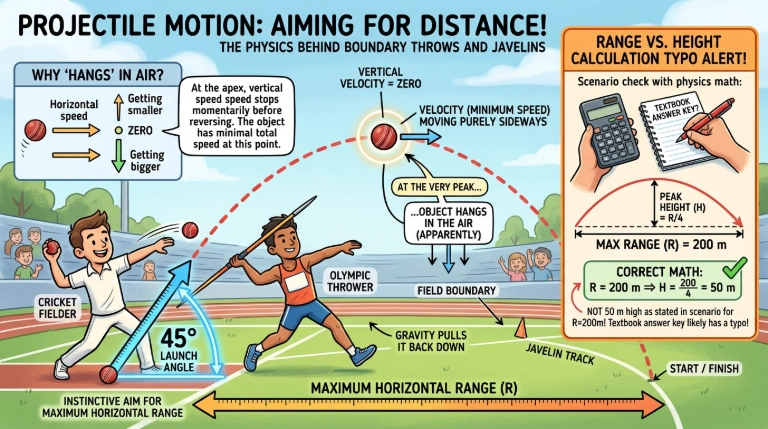 PROJECTILE MOTION: AIMING FOR DISTANCE!
THE PHYSICS BEHIND BOUNDARY THROWS AND JAVELINS
WHY ‘HANGS’ IN AIR?
Horizontal
speed
Getting
smaller
ZERO
Getting
bigger
At the apex, vertical
speed speed stops
momentarily before
reversing. The object
has minimal total
speed at this point.
VERTICAL
VELOCITY = ZERO
VELOCITY (MINIMUM SPEED)
MOVING PURELY SIDEWAYS
AT THE VERY PEAK...
...OBJECT HANGS
IN THE AIR
(APPARENTLY)
CRICKET
FIELDER
OLYMPIC
THROWER
FIELD BOUNDARY
45°
LAUNCH
ANGLE
GRAVITY PULLS
IT BACK DOWN
JAVELIN TRACK
START / FINISH
INSTINCTIVE AIM FOR
MAXIMUM HORIZONTAL RANGE
MAXIMUM HORIZONTAL RANGE (R)
RANGE VS. HEIGHT
CALCULATION TYPO ALERT!
Scenario check with physics math:
TEXTBOOK
ANSWER KEY?
PEAK
HEIGHT (H)
= R/4
MAX RANGE (R) = 200 m
CORRECT MATH:
R = 200 m ⇒ H = 200/4 = 50 m
NOT 50 m high as stated in scenario for
R=200m! Textbook answer key likely has a typo!